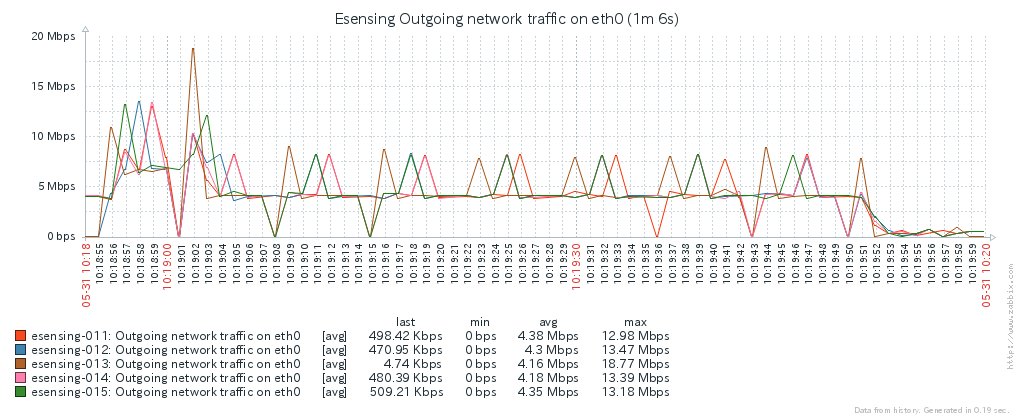 Esensing Outgoing network traffic on eth0 (1m 6s)
20 Mbps
15 Mbps
10 Mbps
5 Mbps
0 bps
05-31 10:18 10:18:55 10:18:56 10:18:57 10:18:58 10:18:59 10:19:00 10:19:01 10:19:02 10:19:03 10:19:04 10:19:05 10:19:06 10:19:07 10:19:08 10:19:09 10:19:10 10:19:11 10:19:12 10:19:13 10:19:14 10:19:15 10:19:16 10:19:17 10:19:18 10:19:19 10:19:20 10:19:21 10:19:22 10:19:23 10:19:24 10:19:25 10:19:26 10:19:27 10:19:28 10:19:29 10:19:30 10:19:31 10:19:32 10:19:33 10:19:34 10:19:35 10:19:36 10:19:37 10:19:38 10:19:39 10:19:40 10:19:41 10:19:42 10:19:43 10:19:44 10:19:45 10:19:46 10:19:47 10:19:48 10:19:49 10:19:50 10:19:51 10:19:52 10:19:53 10:19:54 10:19:55 10:19:56 10:19:57 10:19:58 10:19:59 05-31 10:20
last min avg max
esensing-011: Outgoing network traffic on eth0 [avg] 498.42 Kbps 0 bps 4.38 Mbps 12.98 Mbps
esensing-012: Outgoing network traffic on eth0 [avg] 470.95 Kbps 0 bps 4.3 Mbps 13.47 Mbps
esensing-013: Outgoing network traffic on eth0 [avg] 4.74 Kbps 0 bps 4.16 Mbps 18.77 Mbps
esensing-014: Outgoing network traffic on eth0 [avg] 480.39 Kbps 0 bps 4.18 Mbps 13.39 Mbps
esensing-015: Outgoing network traffic on eth0 [avg] 509.21 Kbps 0 bps 4.35 Mbps 13.18 Mbps
http://www.zabbix.com
Data from history. Generated in 0.19 sec.